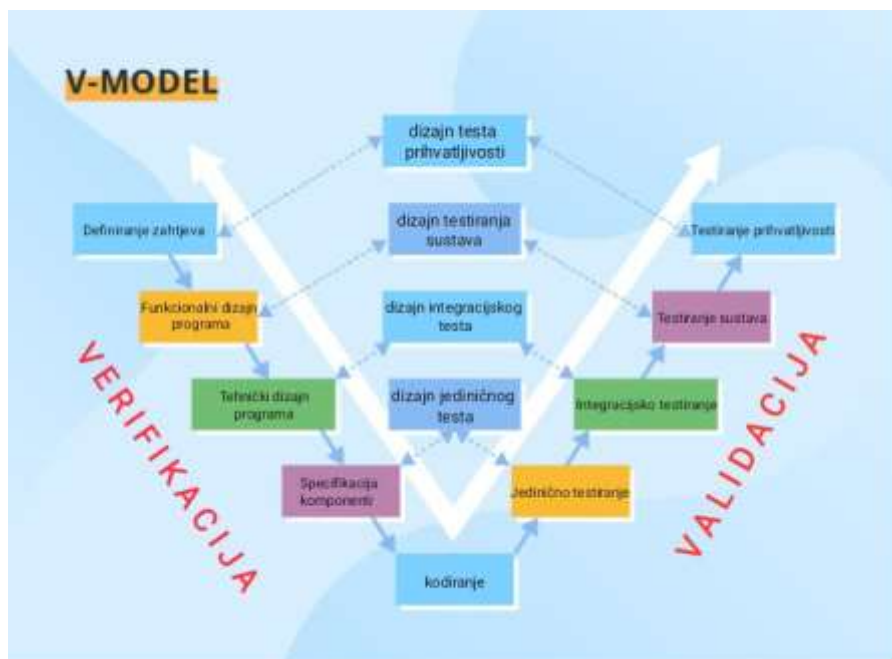 V-MODEL
dizajn testa
prihvatljivosti
Definiranje zahtjeva
dizajn testiranja
sustava
Testiranje prihvatljivosti
Funkcionalni dizajn
programa
dizajn integracijskog
testa
Testiranje sustava
Tehnički dizajn
programa
dizajn jediničnog
testa
Integracijsko testiranje
Specifikacija
komponenti
Jedinično testiranje
kodiranje
VERIFIKACIJA
VALIDACIJA